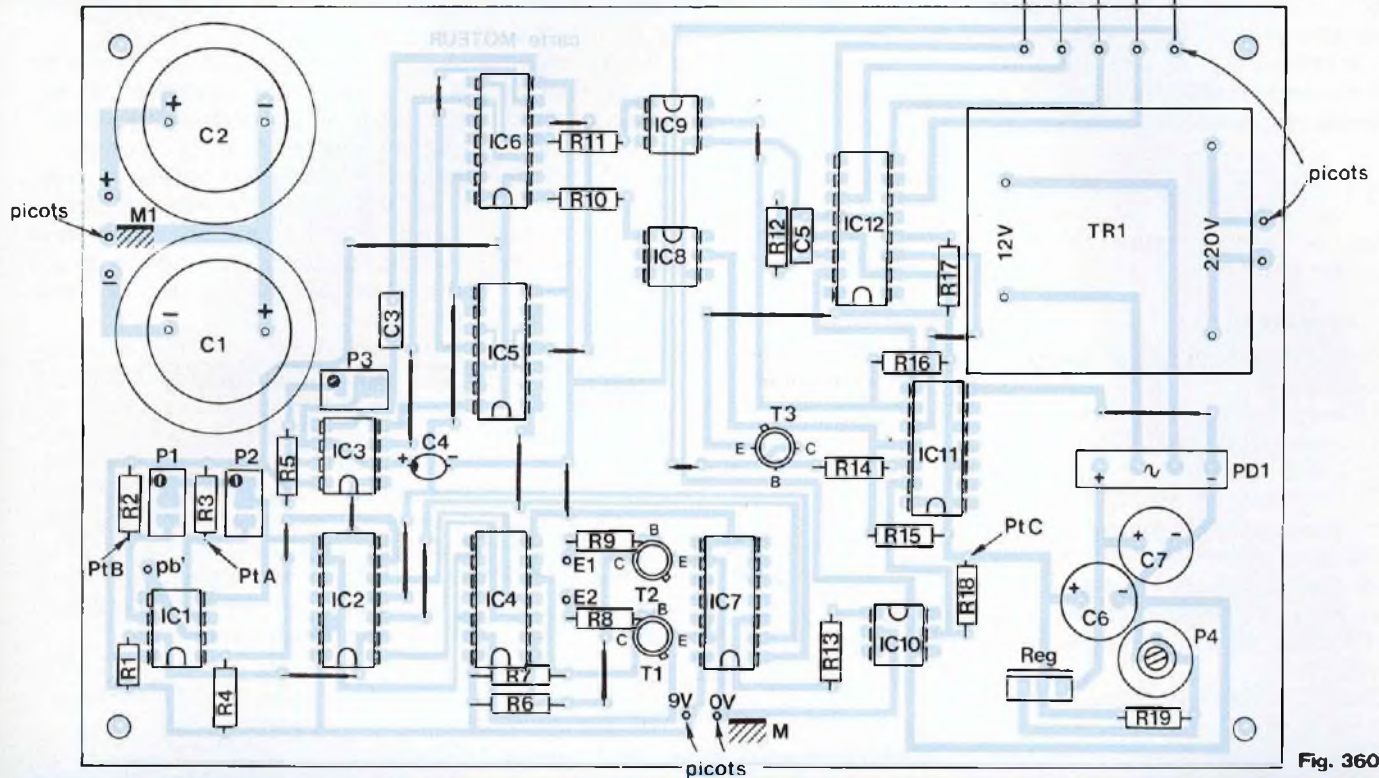 carte MOTEUR
picots
picots
picots
picots
+
-
C2
+
M1
-
-
+
C1
IC6
R11
R10
IC9
IC8
R12
C5
IC12
R17
12V
TR1
220V
C3
IC5
P3
R16
P1
P2
R5
IC3
+ C4 -
T3
E C
B
R14
IC11
+ ∿ -
PD1
R2
R3
PtB
pb'
PtA
R9
B
C E
E1
T2
R15
PtC
+ -
C7
IC1
IC2
IC4
E2
R8
B
C E
T1
IC7
R18
+ -
C6
P4
R1
R4
R7
R6
R13
IC10
Reg
R19
9V
0V
M
Fig. 360